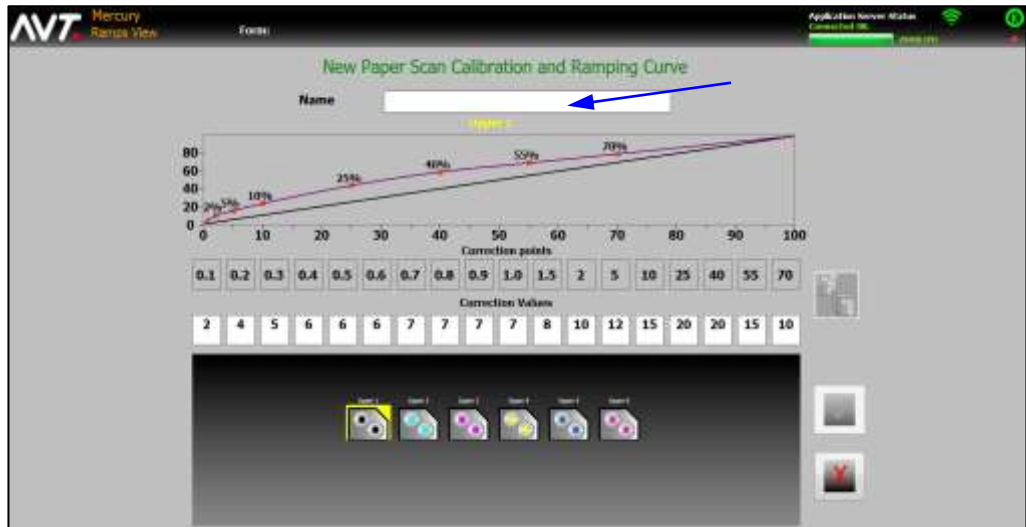 AVT
Mercury
Ramps View
Form:
Application Server Status
Connected OK
New Paper Scan Calibration and Ramping Curve
Name
Upper 1
80
60
40
20
0
2%
5%
10%
25%
40%
55%
70%
0 10 20 30 40 50 60 70 80 90 100
Correction points
0.1 0.2 0.3 0.4 0.5 0.6 0.7 0.8 0.9 1.0 1.5 2 5 10 25 40 55 70
Correction Values
2 4 5 6 6 6 7 7 7 7 8 10 12 15 20 20 15 10